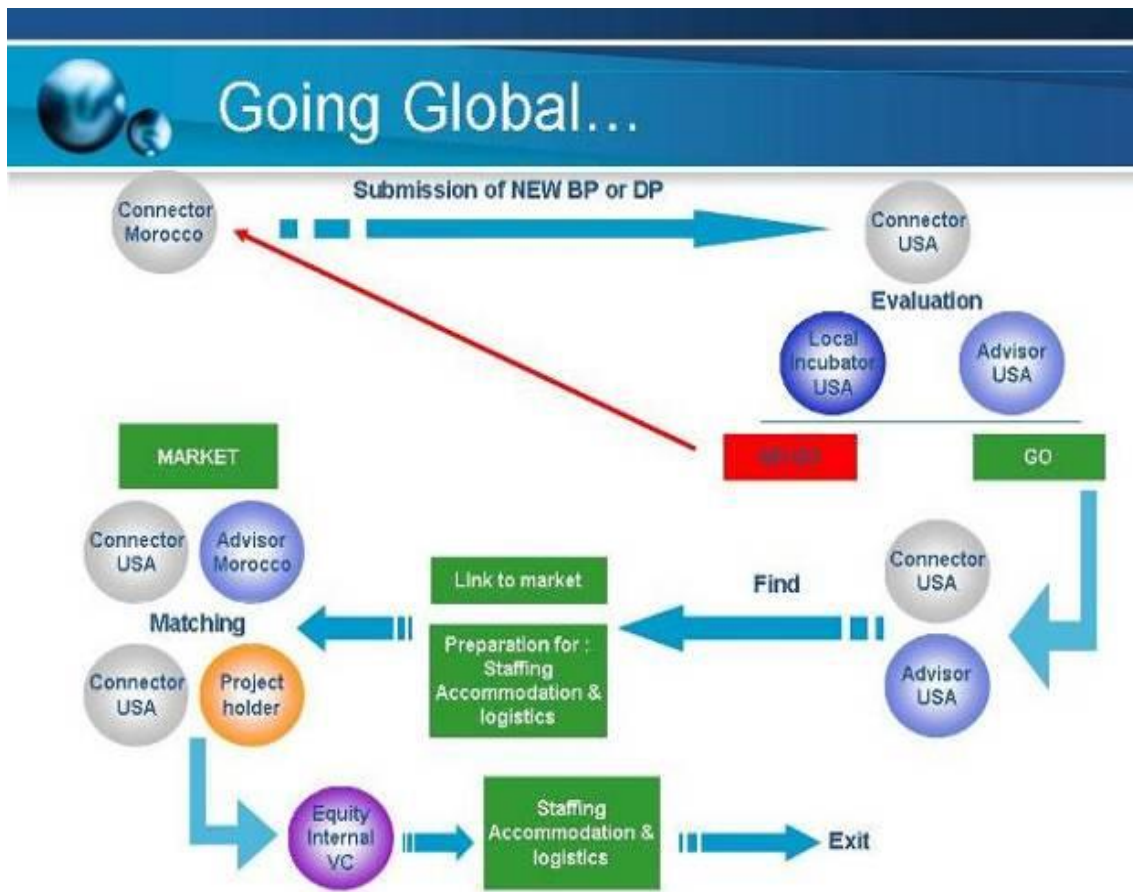 Going Global...
Submission of NEW BP or DP
Connector
Morocco
Connector
USA
Evaluation
Local
Incubator
USA
Advisor
USA
GO
MARKET
Connector
USA
Advisor
Morocco
Matching
Connector
USA
Project
holder
Link to market
Preparation for :
Staffing
Accommodation &
logistics
Find
Connector
USA
Advisor
USA
Equity
Internal
VC
Staffing
Accommodation &
logistics
Exit